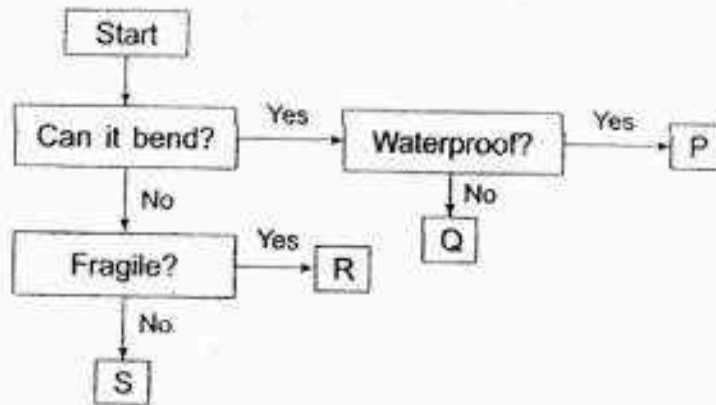 Start
Can it bend?
Yes
Waterproof?
Yes
P
No
No
Q
Fragile?
Yes
R
No
S